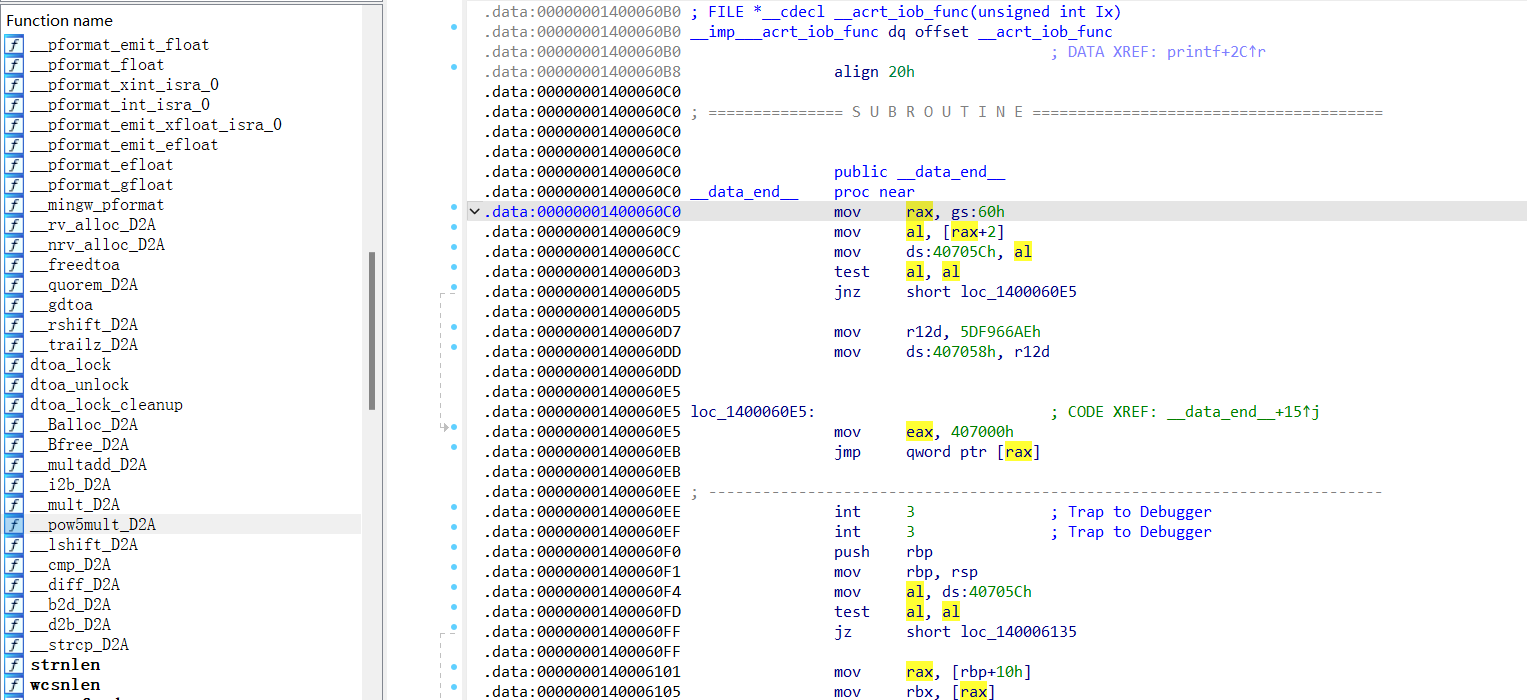 Function name
__pformat_emit_float
__pformat_float
__pformat_xint_isra_0
__pformat_int_isra_0
__pformat_emit_xfloat_isra_0
__pformat_emit_efloat
__pformat_efloat
__pformat_gfloat
__mingw_pformat
__rv_alloc_D2A
__nrv_alloc_D2A
__freedtoa
__quorem_D2A
__gdtoa
__rshift_D2A
__trailz_D2A
dtoa_lock
dtoa_unlock
dtoa_lock_cleanup
__Balloc_D2A
__Bfree_D2A
__multadd_D2A
__i2b_D2A
__mult_D2A
__pow5mult_D2A
__lshift_D2A
__cmp_D2A
__diff_D2A
__b2d_D2A
__d2b_D2A
__strcp_D2A
strnlen
wcsnlen
.data:00000001400060B0 ; FILE *__cdecl __acrt_iob_func(unsigned int Ix)
.data:00000001400060B0 __imp___acrt_iob_func dq offset __acrt_iob_func
.data:00000001400060B0 ; DATA XREF: printf+2C↑r
.data:00000001400060B8 align 20h
.data:00000001400060C0
.data:00000001400060C0 ; =============== S U B R O U T I N E =======================================
.data:00000001400060C0
.data:00000001400060C0
.data:00000001400060C0 public __data_end__
.data:00000001400060C0 __data_end__ proc near
.data:00000001400060C0 mov rax, gs:60h
.data:00000001400060C9 mov al, [rax+2]
.data:00000001400060CC mov ds:40705Ch, al
.data:00000001400060D3 test al, al
.data:00000001400060D5 jnz short loc_1400060E5
.data:00000001400060D5
.data:00000001400060D7 mov r12d, 5DF966AEh
.data:00000001400060DD mov ds:407058h, r12d
.data:00000001400060DD
.data:00000001400060E5
.data:00000001400060E5 loc_1400060E5: ; CODE XREF: __data_end__+15↑j
.data:00000001400060E5 mov eax, 407000h
.data:00000001400060EB jmp qword ptr [rax]
.data:00000001400060EB
.data:00000001400060EE ; ---------------------------------------------------------------------------
.data:00000001400060EE int 3 ; Trap to Debugger
.data:00000001400060EF int 3 ; Trap to Debugger
.data:00000001400060F0 push rbp
.data:00000001400060F1 mov rbp, rsp
.data:00000001400060F4 mov al, ds:40705Ch
.data:00000001400060FD test al, al
.data:00000001400060FF jz short loc_140006135
.data:00000001400060FF
.data:0000000140006101 mov rax, [rbp+10h]
.data:0000000140006105 mov rbx, [rax]